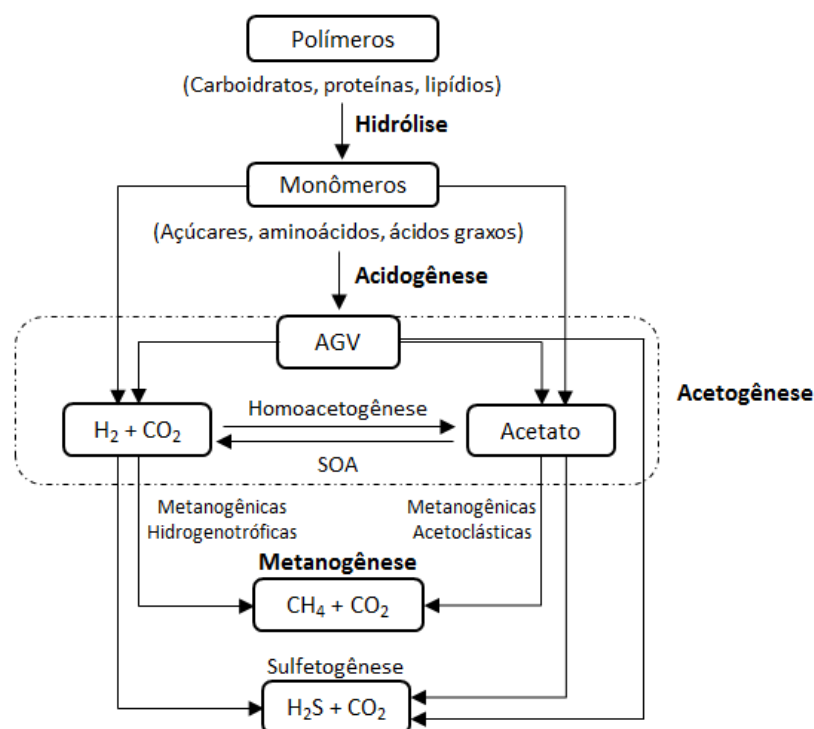 Polímeros
(Carboidratos, proteínas, lipídios)
Hidrólise
Monômeros
(Açúcares, aminoácidos, ácidos graxos)
Acidogênese
AGV
Acetogênese
Homoacetogênese
H₂ + CO₂
Acetato
SOA
Metanogênicas
Hidrogenotróficas
Metanogênicas
Acetoclásticas
Metanogênese
CH₄ + CO₂
Sulfetogênese
H₂S + CO₂